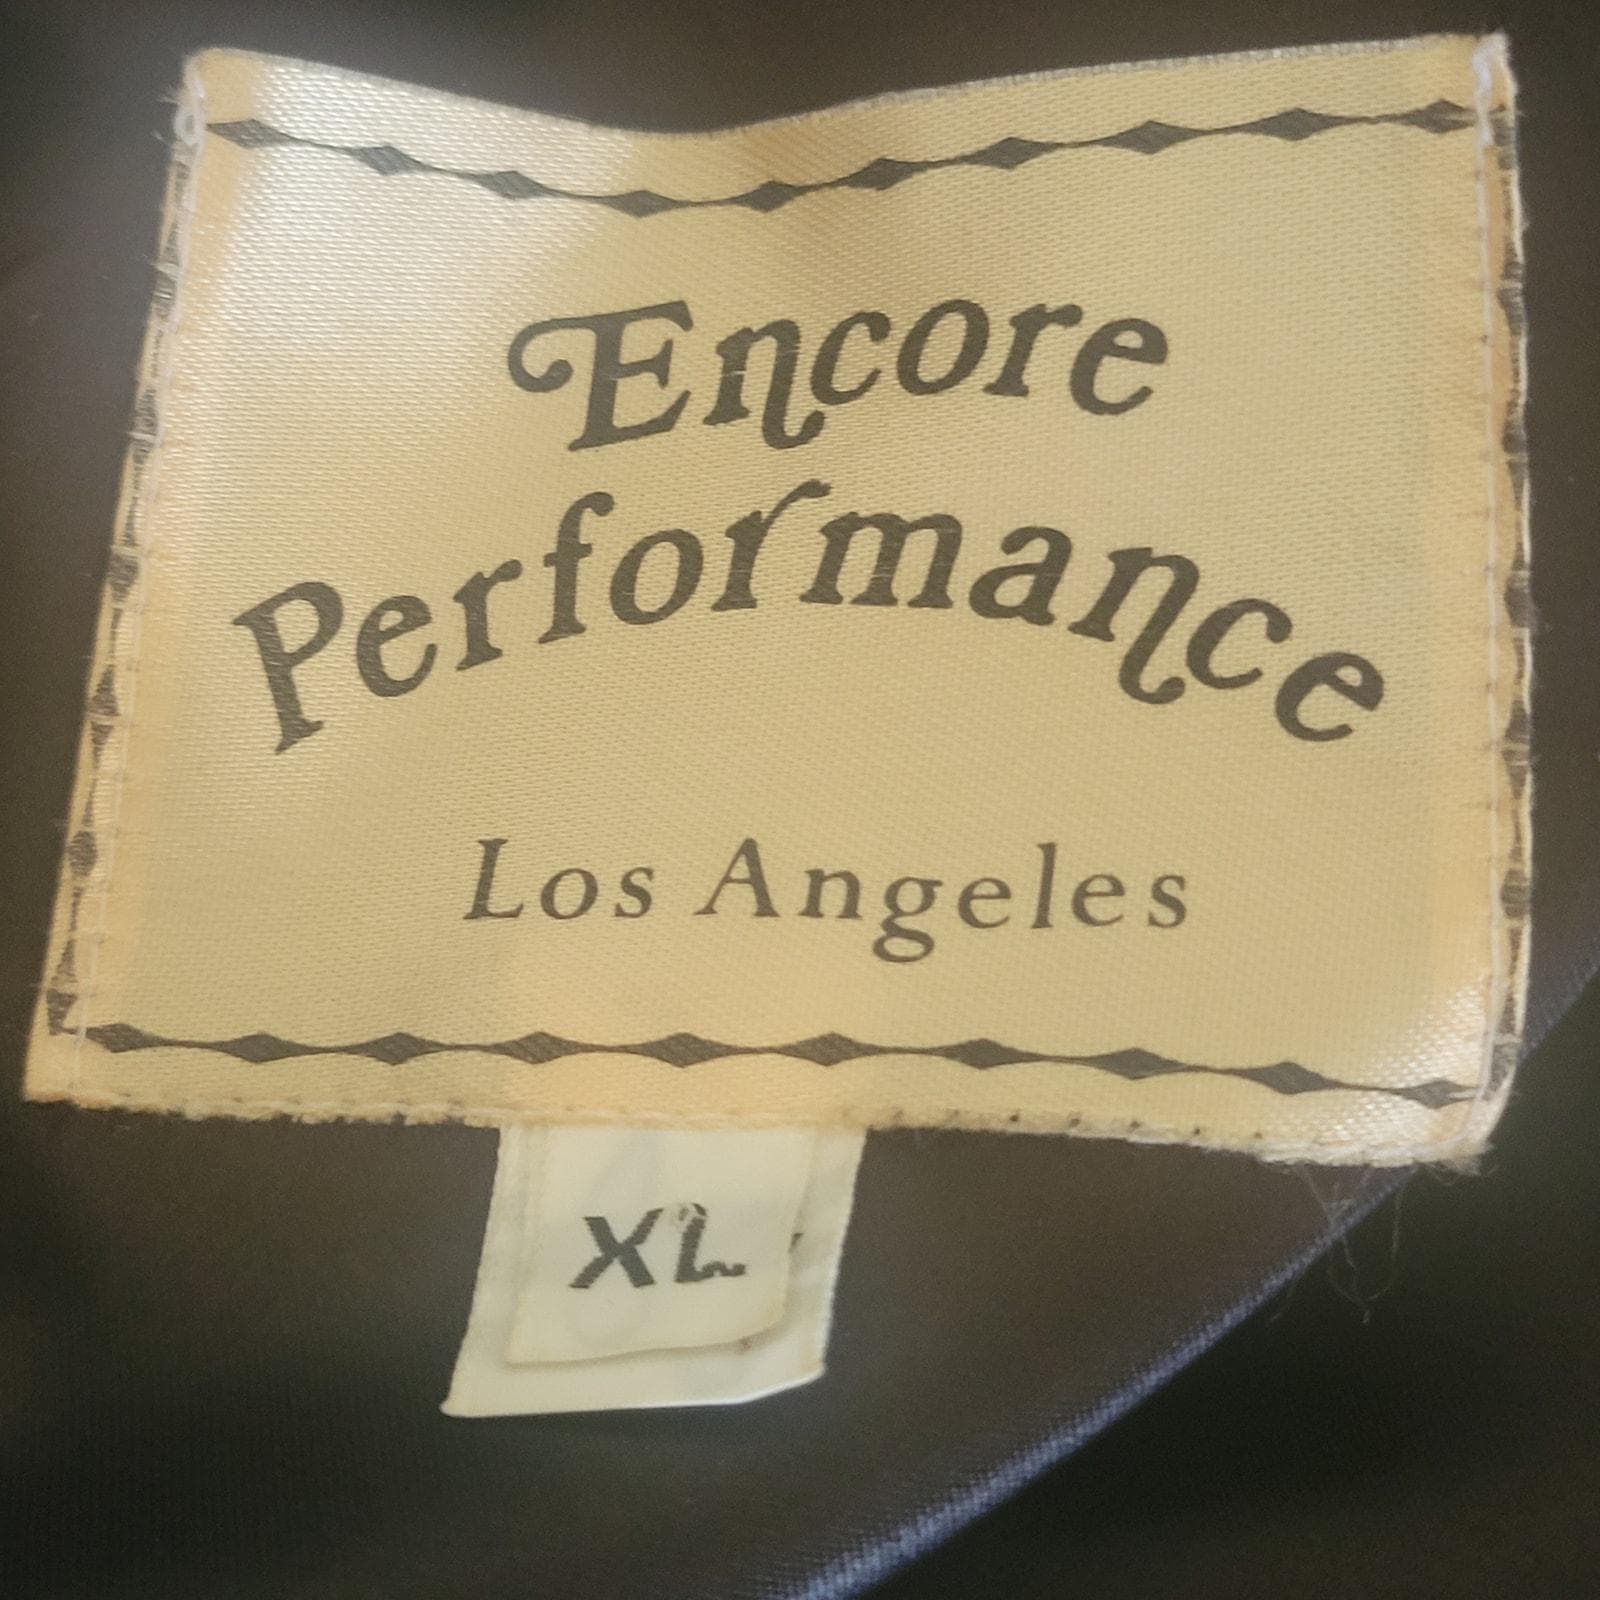 Encore
Performance
Los Angeles
XL